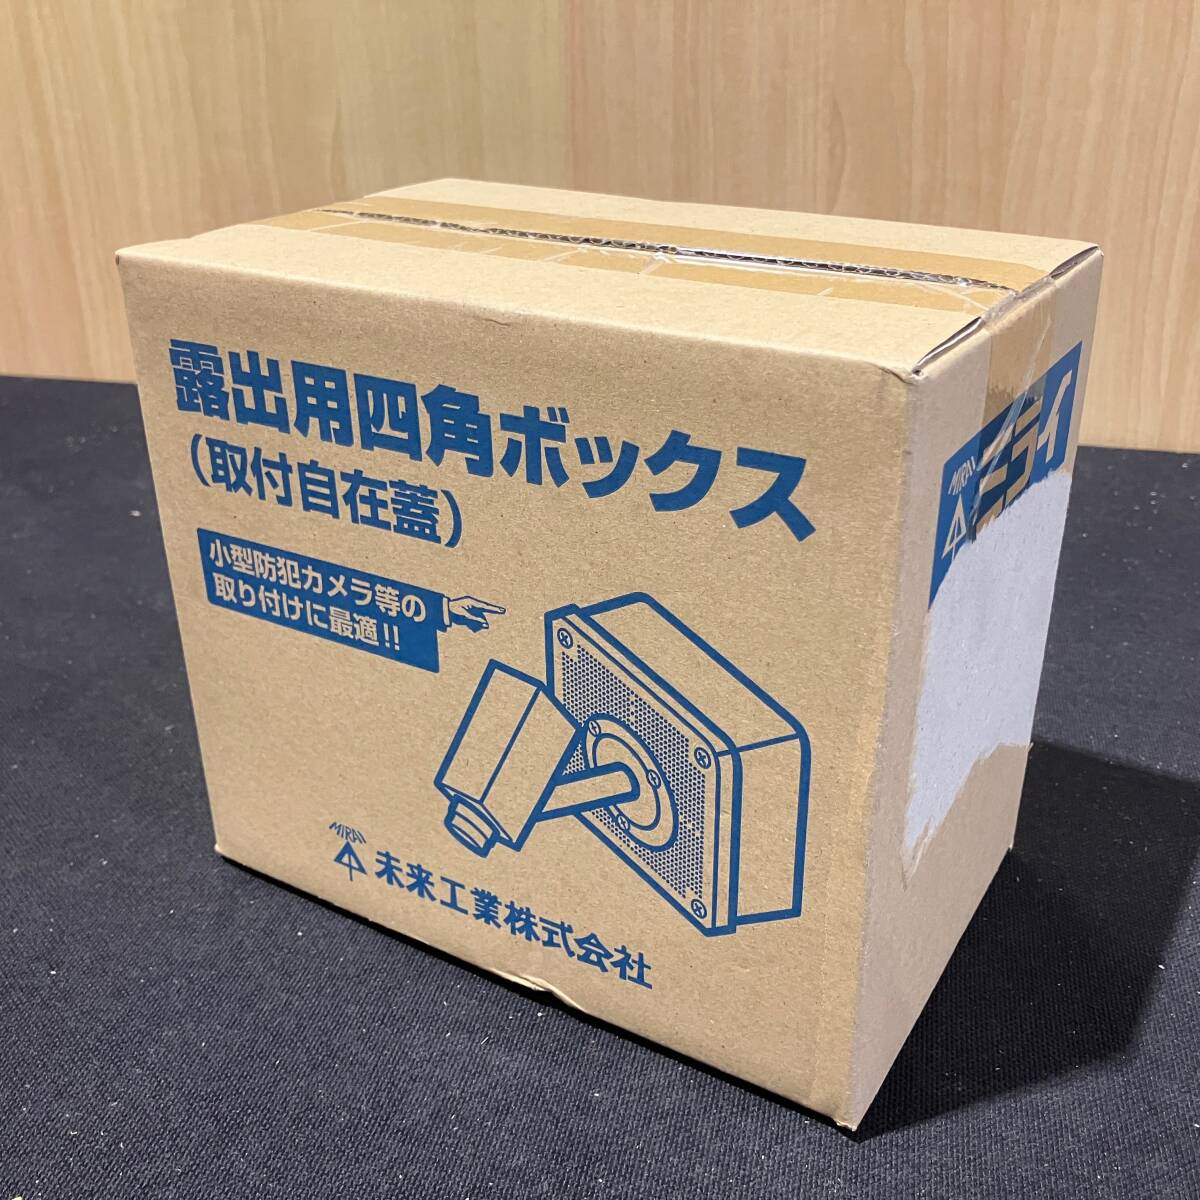 露出用四角ボックス
(取付自在蓋)
小型防犯カメラ等の
取り付けに最適!!
MIRAI
未来工業株式会社
MIRAI
ミライ